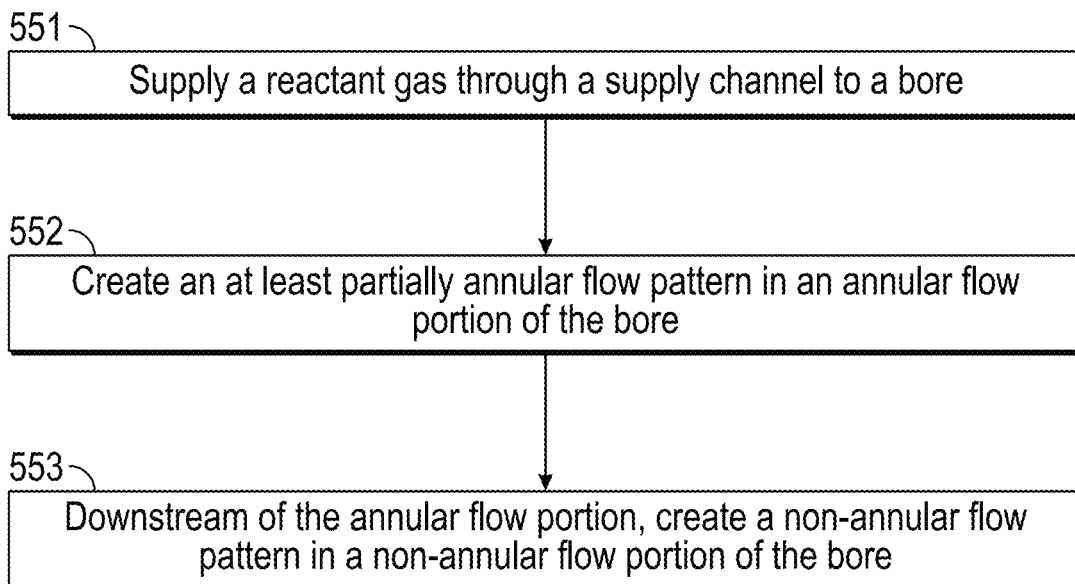 551
Supply a reactant gas through a supply channel to a bore
552
Create an at least partially annular flow pattern in an annular flow
portion of the bore
553
Downstream of the annular flow portion, create a non-annular flow
pattern in a non-annular flow portion of the bore